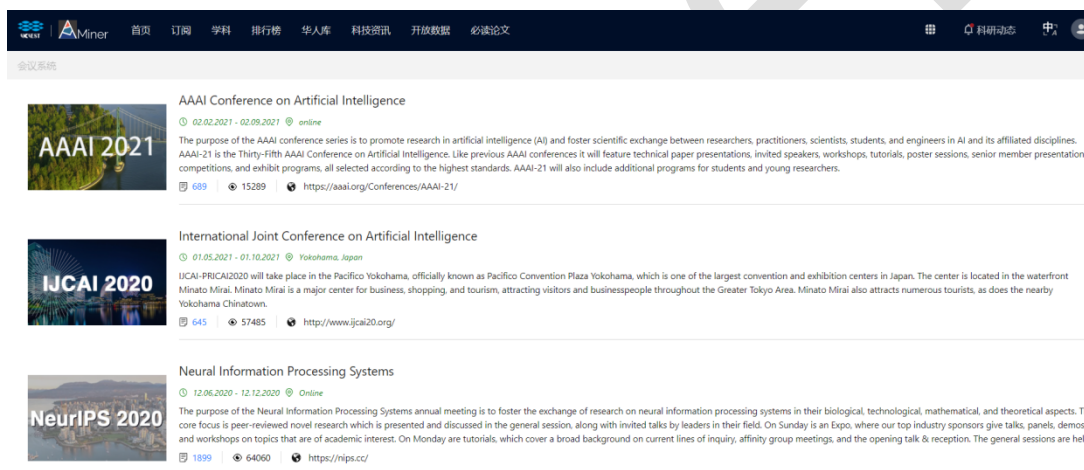 AMiner 首页 订阅 学科 排行榜 华人库 科技资讯 开放数据 必读论文 科研动态 中A
会议系统
AAAI Conference on Artificial Intelligence
02.02.2021 - 02.09.2021 online
AAAI 2021
The purpose of the AAAI conference series is to promote research in artificial intelligence (AI) and foster scientific exchange between researchers, practitioners, scientists, students, and engineers in AI and its affiliated disciplines.
AAAI-21 is the Thirty-Fifth AAAI Conference on Artificial Intelligence. Like previous AAAI conferences it will feature technical paper presentations, invited speakers, workshops, tutorials, poster sessions, senior member presentation
competitions, and exhibit programs, all selected according to the highest standards. AAAI-21 will also include additional programs for students and young researchers.
689 15289 https://aaai.org/Conferences/AAAI-21/
International Joint Conference on Artificial Intelligence
01.05.2021 - 01.10.2021 Yokohama, Japan
IJCAI 2020
IJCAI-PRICAI2020 will take place in the Pacifico Yokohama, officially known as Pacifico Convention Plaza Yokohama, which is one of the largest convention and exhibition centers in Japan. The center is located in the waterfront
Minato Mirai. Minato Mirai is a major center for business, shopping, and tourism, attracting visitors and businesspeople throughout the Greater Tokyo Area. Minato Mirai also attracts numerous tourists, as does the nearby
Yokohama Chinatown.
645 57485 http://www.ijcai20.org/
Neural Information Processing Systems
12.06.2020 - 12.12.2020 Online
NeurIPS 2020
The purpose of the Neural Information Processing Systems annual meeting is to foster the exchange of research on neural information processing systems in their biological, technological, mathematical, and theoretical aspects. T
core focus is peer-reviewed novel research which is presented and discussed in the general session, along with invited talks by leaders in their field. On Sunday is an Expo, where our top industry sponsors give talks, panels, demos
and workshops on topics that are of academic interest. On Monday are tutorials, which cover a broad background on current lines of inquiry, affinity group meetings, and the opening talk & reception. The general sessions are hel
1899 64060 https://nips.cc/